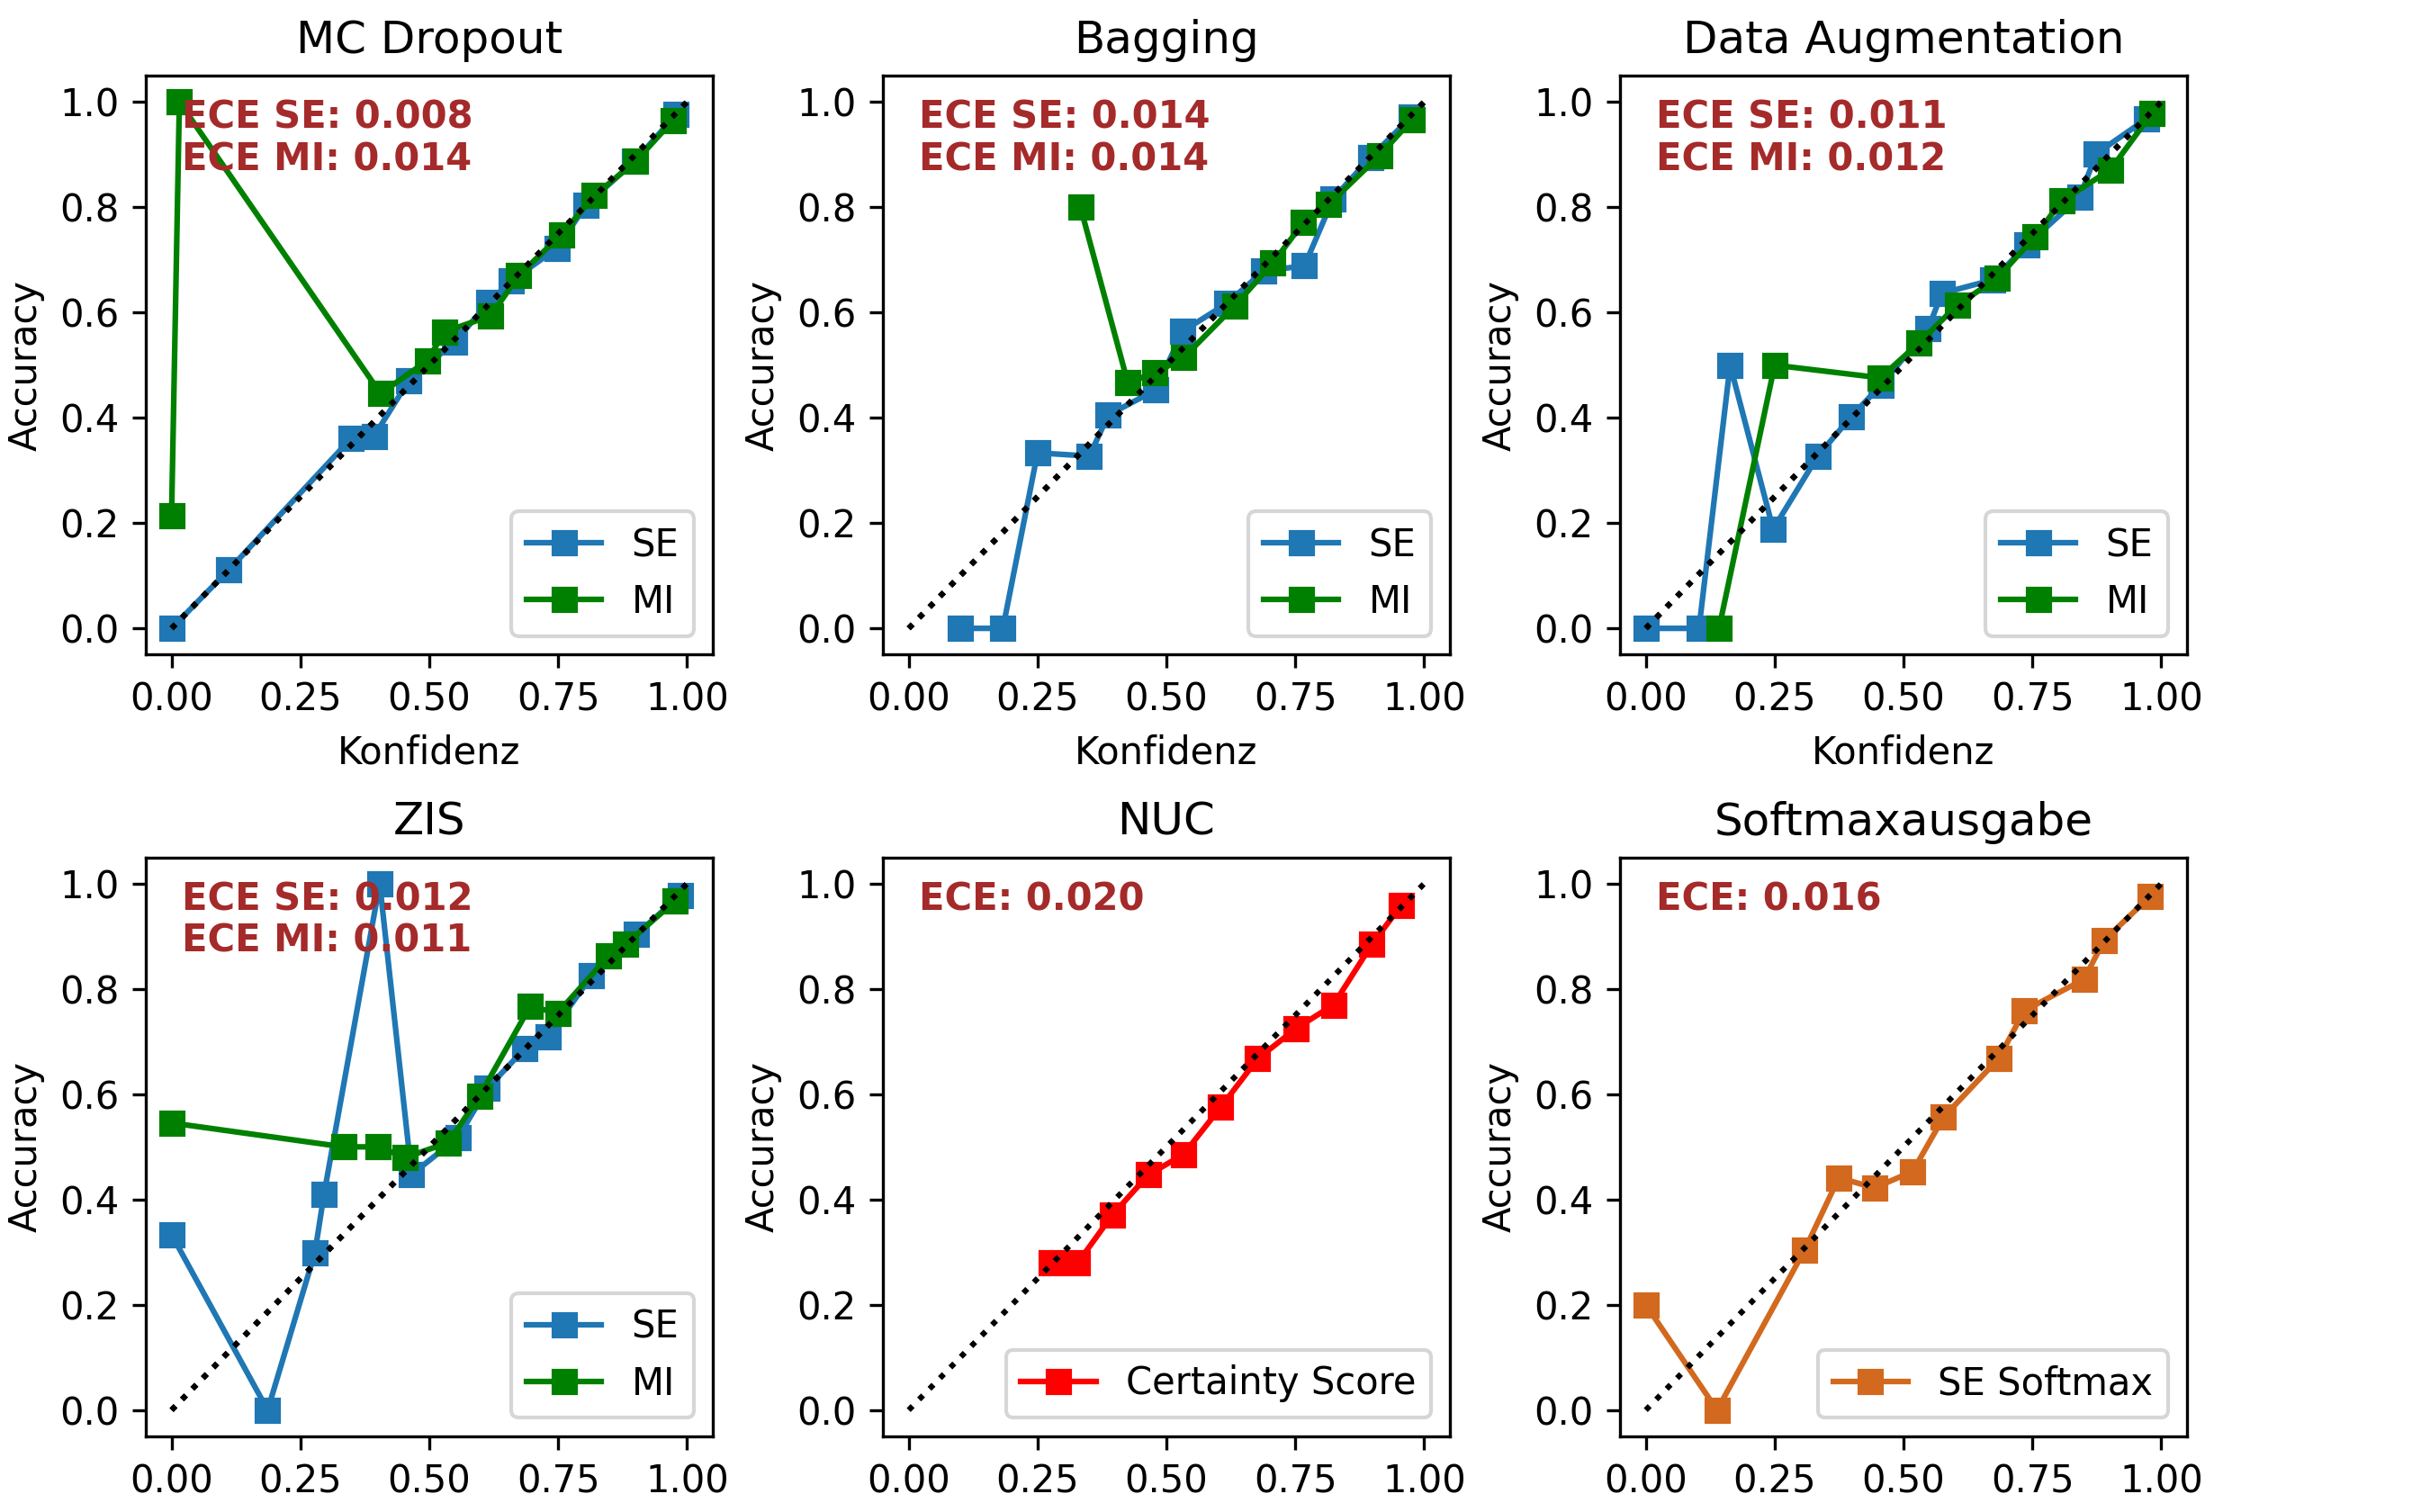 MC Dropout
1.0
0.8
0.6
0.4
0.2
0.0
Accuracy
ECE SE: 0.008
ECE MI: 0.014
SE
MI
0.00 0.25 0.50 0.75 1.00
Konfidenz
Bagging
1.0
0.8
0.6
0.4
0.2
0.0
Accuracy
ECE SE: 0.014
ECE MI: 0.014
SE
MI
0.00 0.25 0.50 0.75 1.00
Konfidenz
Data Augmentation
1.0
0.8
0.6
0.4
0.2
0.0
Accuracy
ECE SE: 0.011
ECE MI: 0.012
SE
MI
0.00 0.25 0.50 0.75 1.00
Konfidenz
ZIS
1.0
0.8
0.6
0.4
0.2
0.0
Accuracy
ECE SE: 0.012
ECE MI: 0.011
SE
MI
0.00 0.25 0.50 0.75 1.00
NUC
1.0
0.8
0.6
0.4
0.2
0.0
Accuracy
ECE: 0.020
Certainty Score
0.00 0.25 0.50 0.75 1.00
Softmaxausgabe
1.0
0.8
0.6
0.4
0.2
0.0
Accuracy
ECE: 0.016
SE Softmax
0.00 0.25 0.50 0.75 1.00